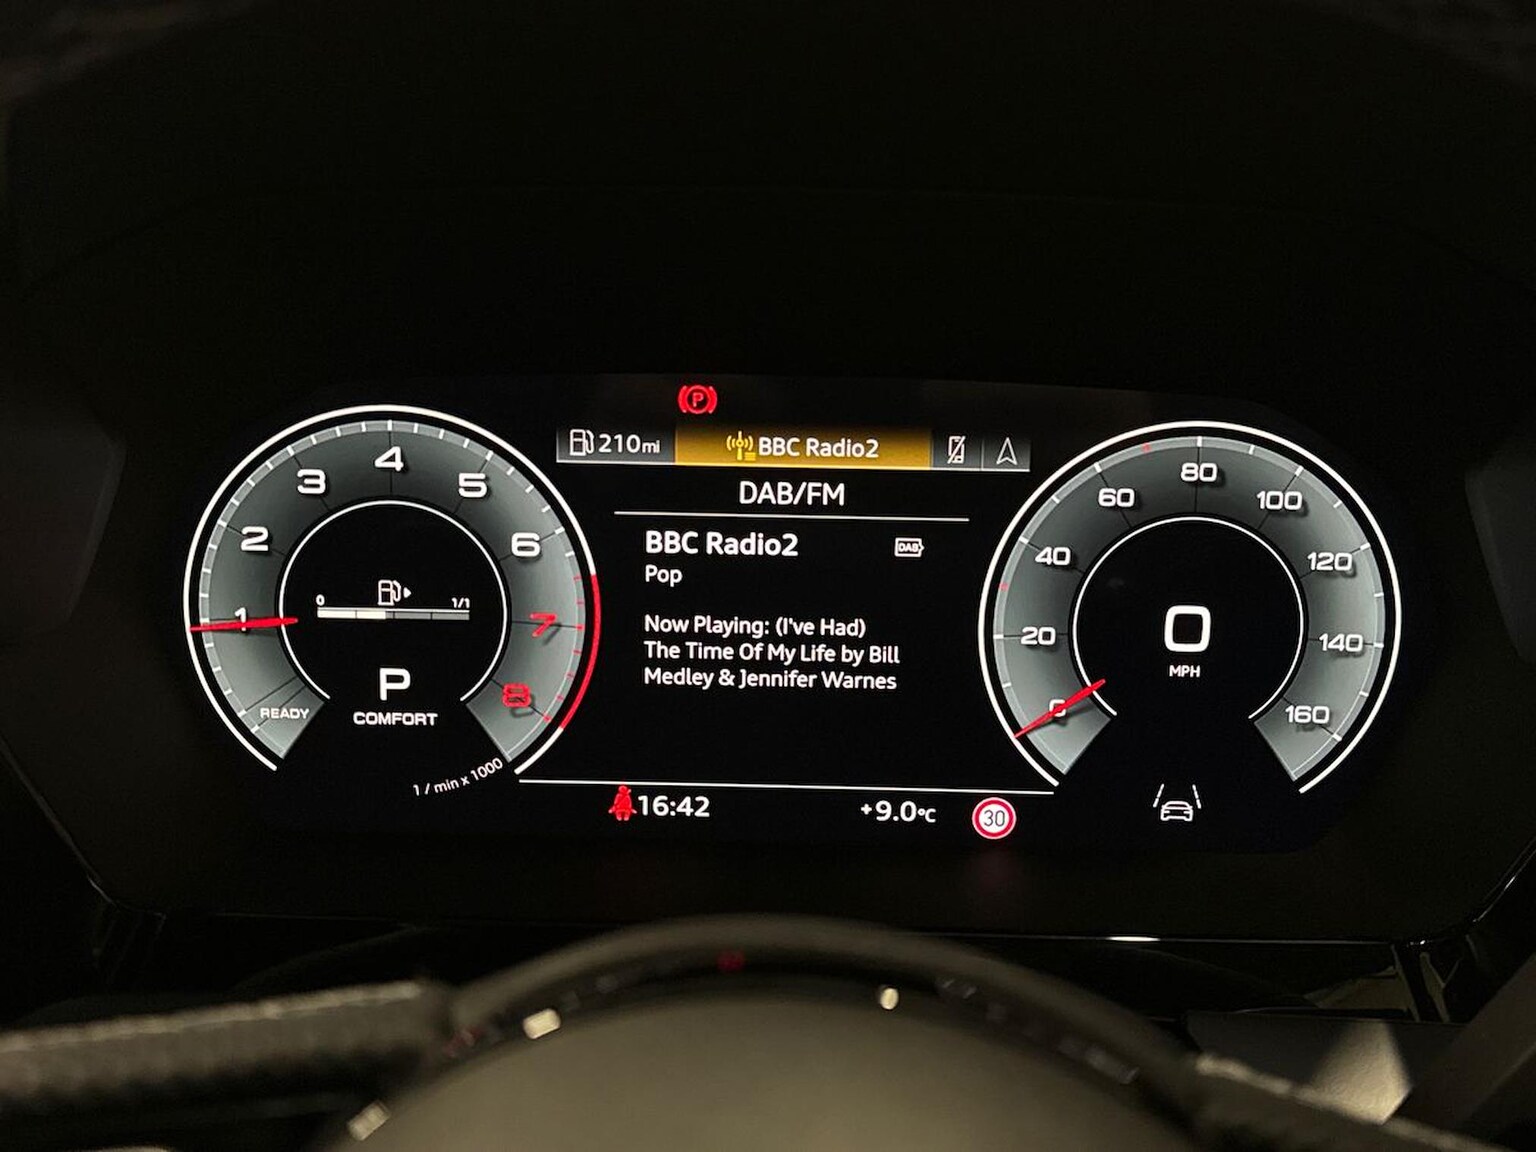 P
210mi
BBC Radio2
DAB/FM
BBC Radio2
DAB
Pop
Now Playing: (I've Had)
The Time Of My Life by Bill
Medley & Jennifer Warnes
16:42
+9.0°C
30
READY
1
2
3
4
5
6
7
8
0
1/1
P
COMFORT
1 / min x 1000
0
20
40
60
80
100
120
140
160
0
MPH